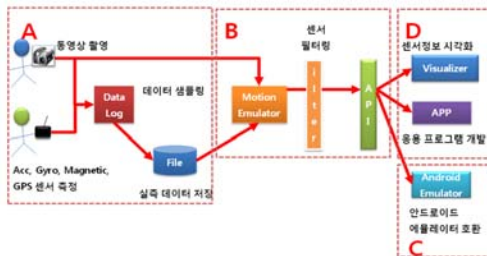 A
동영상 촬영
데이터 샘플링
Data
Log
File
Acc, Gyro, Magnetic,
GPS 센서 측정
실측 데이터 저장
B
센서
필터링
Motion
Emulator
filter
API
D
센서정보 시각화
Visualizer
APP
응용 프로그램 개발
Android
Emulator
안드로이드
에뮬레이터 호환
C